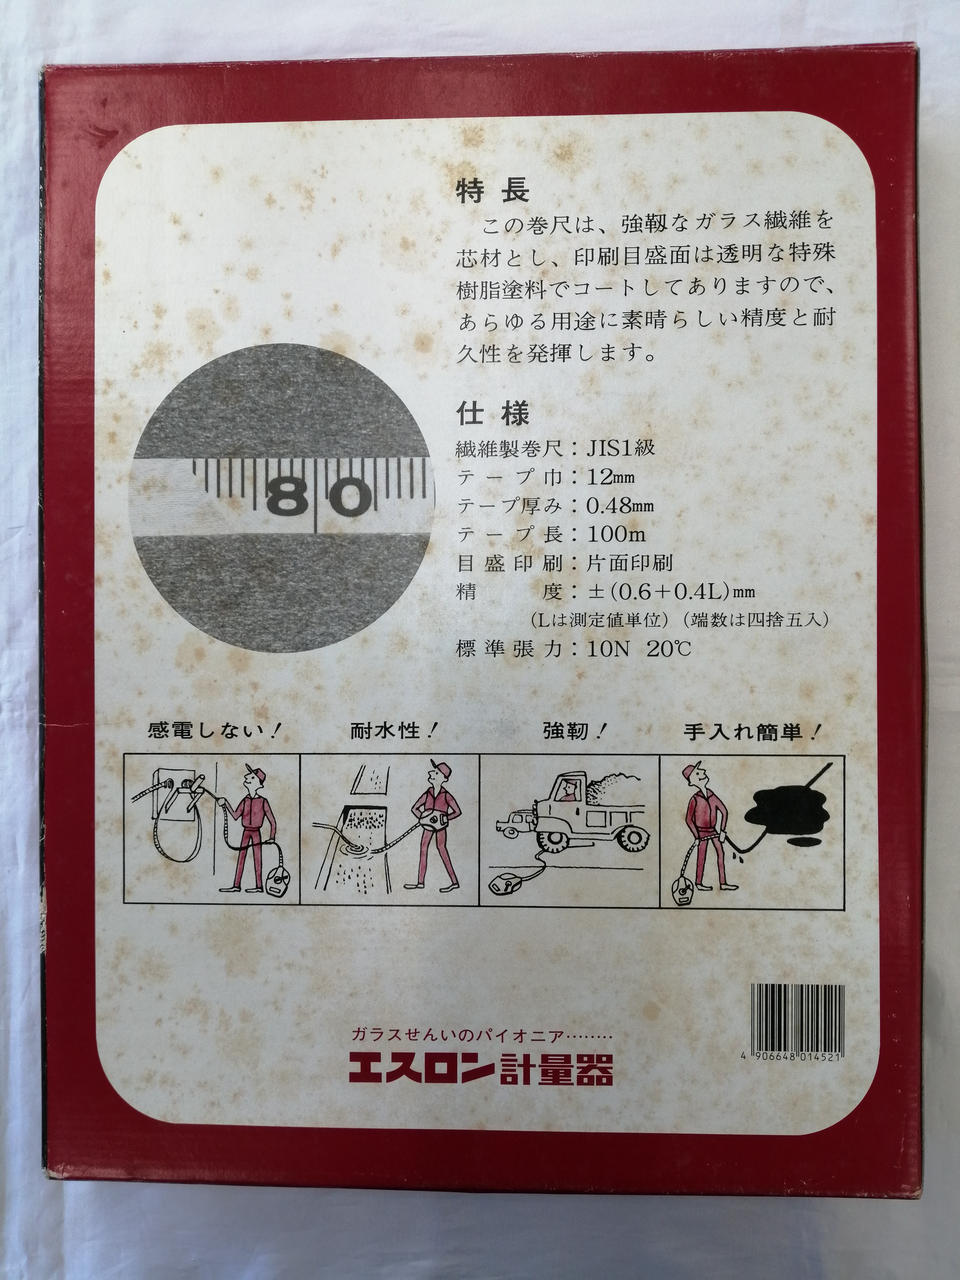 特長
この巻尺は、強靱なガラス繊維を
芯材とし、印刷目盛面は透明な特殊
樹脂塗料でコートしてありますので、
あらゆる用途に素晴らしい精度と耐
久性を発揮します。
80
仕様
繊維製巻尺：JIS1級
テープ巾：12mm
テープ厚み：0.48mm
テープ長：100m
目盛印刷：片面印刷
精度：±(0.6+0.4L)mm
(Lは測定値単位) (端数は四捨五入)
標準張力：10N 20℃
感電しない！ 耐水性！ 強靭！ 手入れ簡単！
4 906648 014521
ガラスせんいのパイオニア………
エスロン計量器